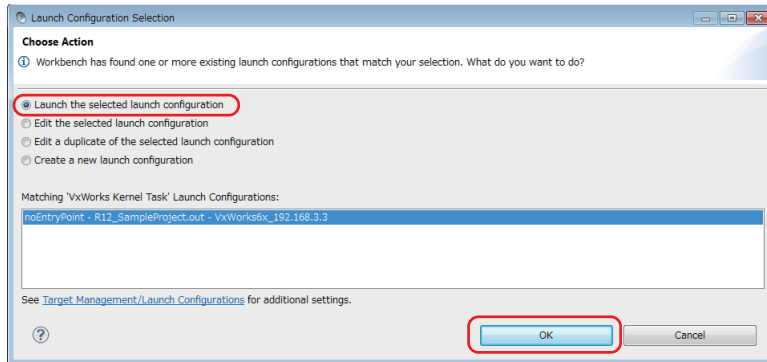 Launch Configuration Selection
Choose Action
Workbench has found one or more existing launch configurations that match your selection. What do you want to do?
Launch the selected launch configuration
Edit the selected launch configuration
Edit a duplicate of the selected launch configuration
Create a new launch configuration
Matching 'VxWorks Kernel Task' Launch Configurations:
noEntryPoint - R12_SampleProject.out - VxWorks6x_192.168.3.3
See Target Management/Launch Configurations for additional settings.
OK Cancel